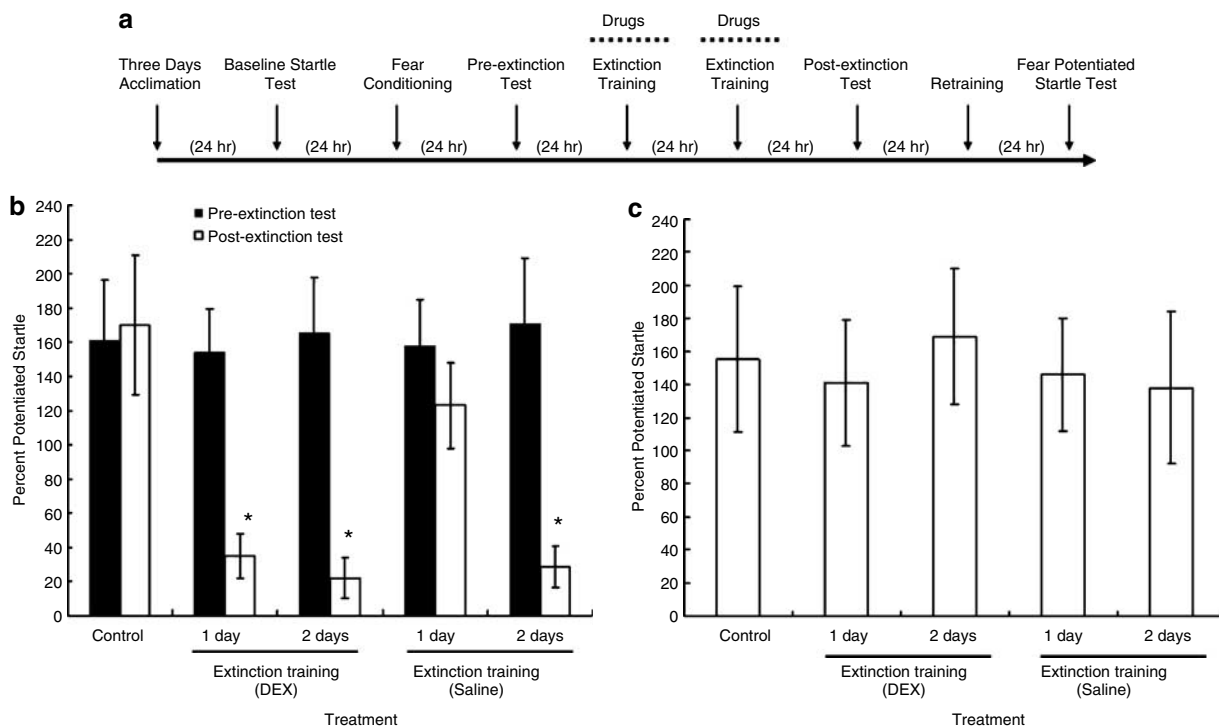 a
Drugs Drugs
Three Days Acclimation
Baseline Startle Test
Fear Conditioning
Pre-extinction Test
Extinction Training
Extinction Training
Post-extinction Test
Retraining
Fear Potentiated Startle Test
(24 hr) (24 hr) (24 hr) (24 hr) (24 hr) (24 hr) (24 hr) (24 hr)
b
Pre-extinction test
Post-extinction test
Percent Potentiated Startle
240
220
200
180
160
140
120
100
80
60
40
20
0
* * *
Control 1 day 2 days 1 day 2 days
Extinction training (DEX)
Extinction training (Saline)
Treatment
c
Percent Potentiated Startle
240
220
200
180
160
140
120
100
80
60
40
20
0
Control 1 day 2 days 1 day 2 days
Extinction training (DEX)
Extinction training (Saline)
Treatment